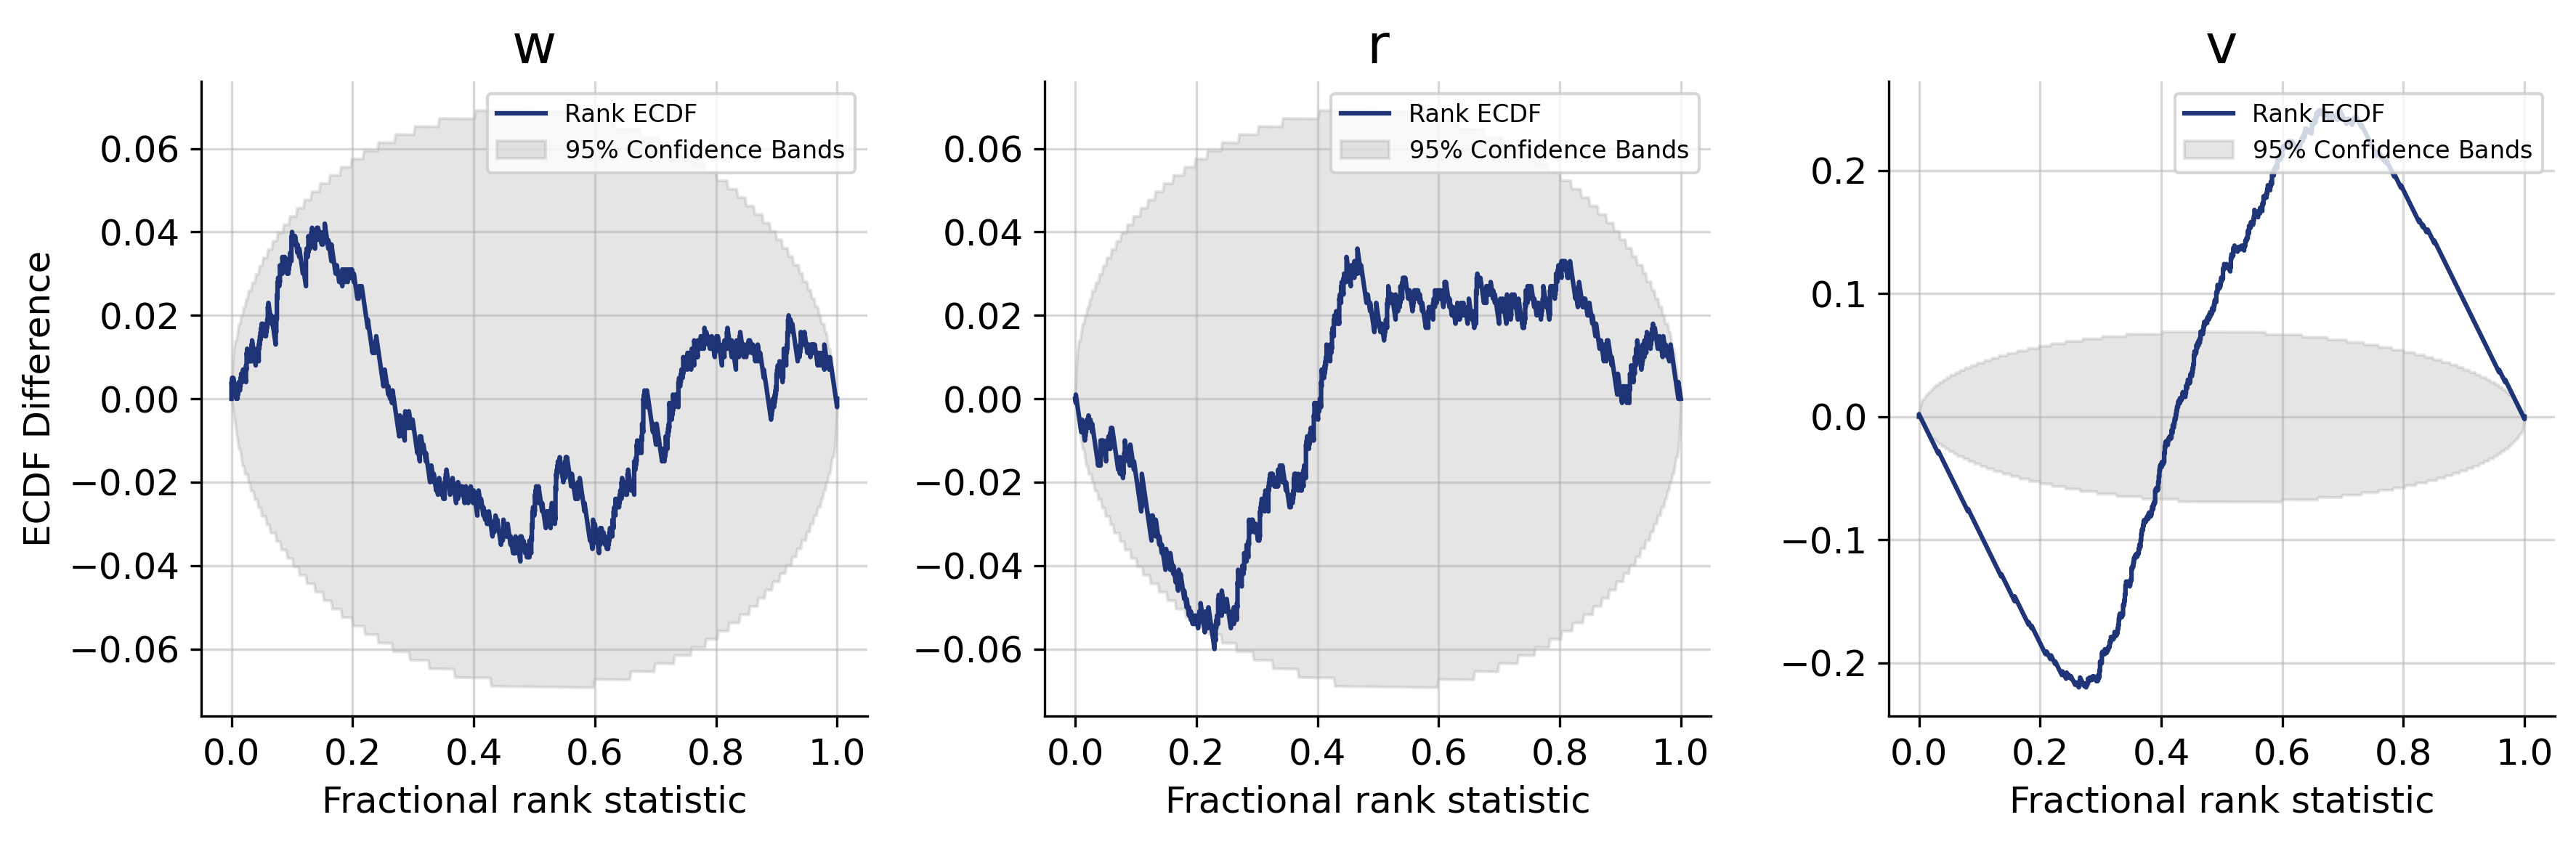 w
Rank ECDF
95% Confidence Bands
0.06
0.04
0.02
0.00
−0.02
−0.04
−0.06
ECDF Difference
0.0 0.2 0.4 0.6 0.8 1.0
Fractional rank statistic
r
Rank ECDF
95% Confidence Bands
0.06
0.04
0.02
0.00
−0.02
−0.04
−0.06
0.0 0.2 0.4 0.6 0.8 1.0
Fractional rank statistic
v
Rank ECDF
95% Confidence Bands
0.2
0.1
0.0
−0.1
−0.2
0.0 0.2 0.4 0.6 0.8 1.0
Fractional rank statistic